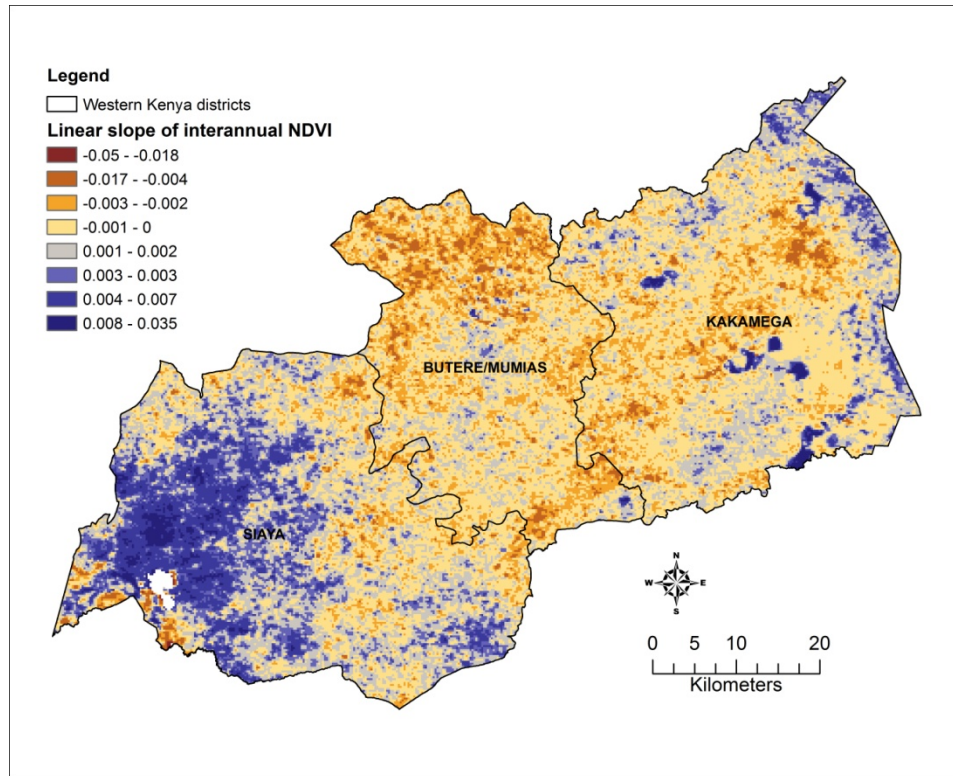 Legend
Western Kenya districts
Linear slope of interannual NDVI
-0.05 - -0.018
-0.017 - -0.004
-0.003 - -0.002
-0.001 - 0
0.001 - 0.002
0.003 - 0.003
0.004 - 0.007
0.008 - 0.035
KAKAMEGA
BUTERE/MUMIAS
SIAYA
N
W E
S
0 5 10 15 20
Kilometers